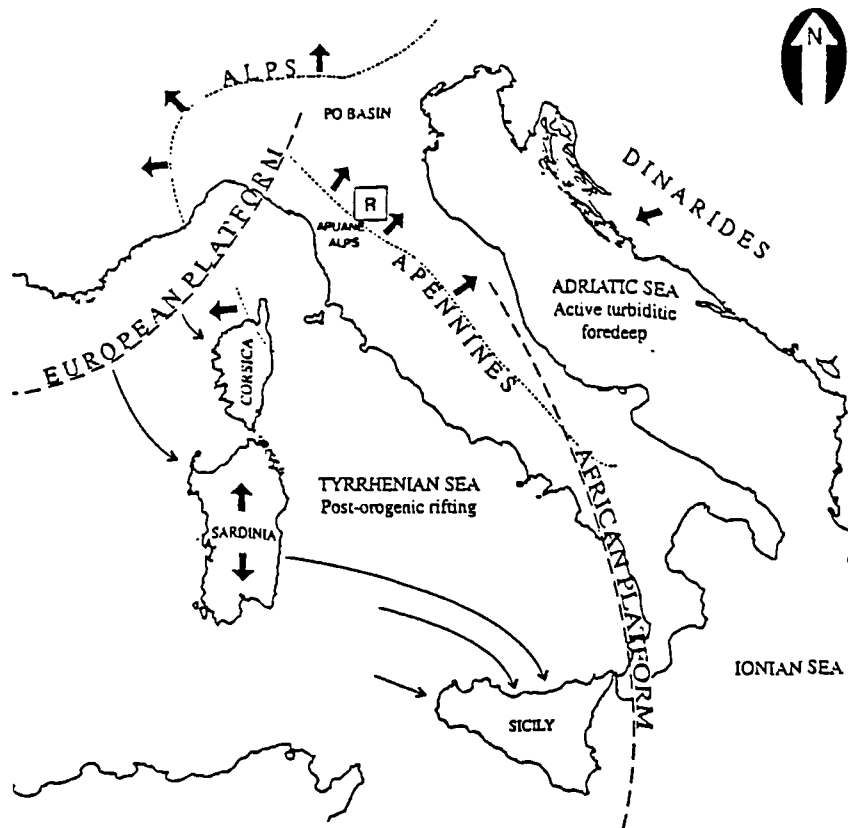 N
ALPS
PO BASIN
DINARIDES
R
APUANE
ALPS
EUROPEAN PLATFORM
APENNINES
ADRIATIC SEA
Active turbiditic
foredeep
CORSICA
TYRRHENIAN SEA
Post-orogenic rifting
SARDINIA
AFRICAN PLATFORM
IONIAN SEA
SICILY